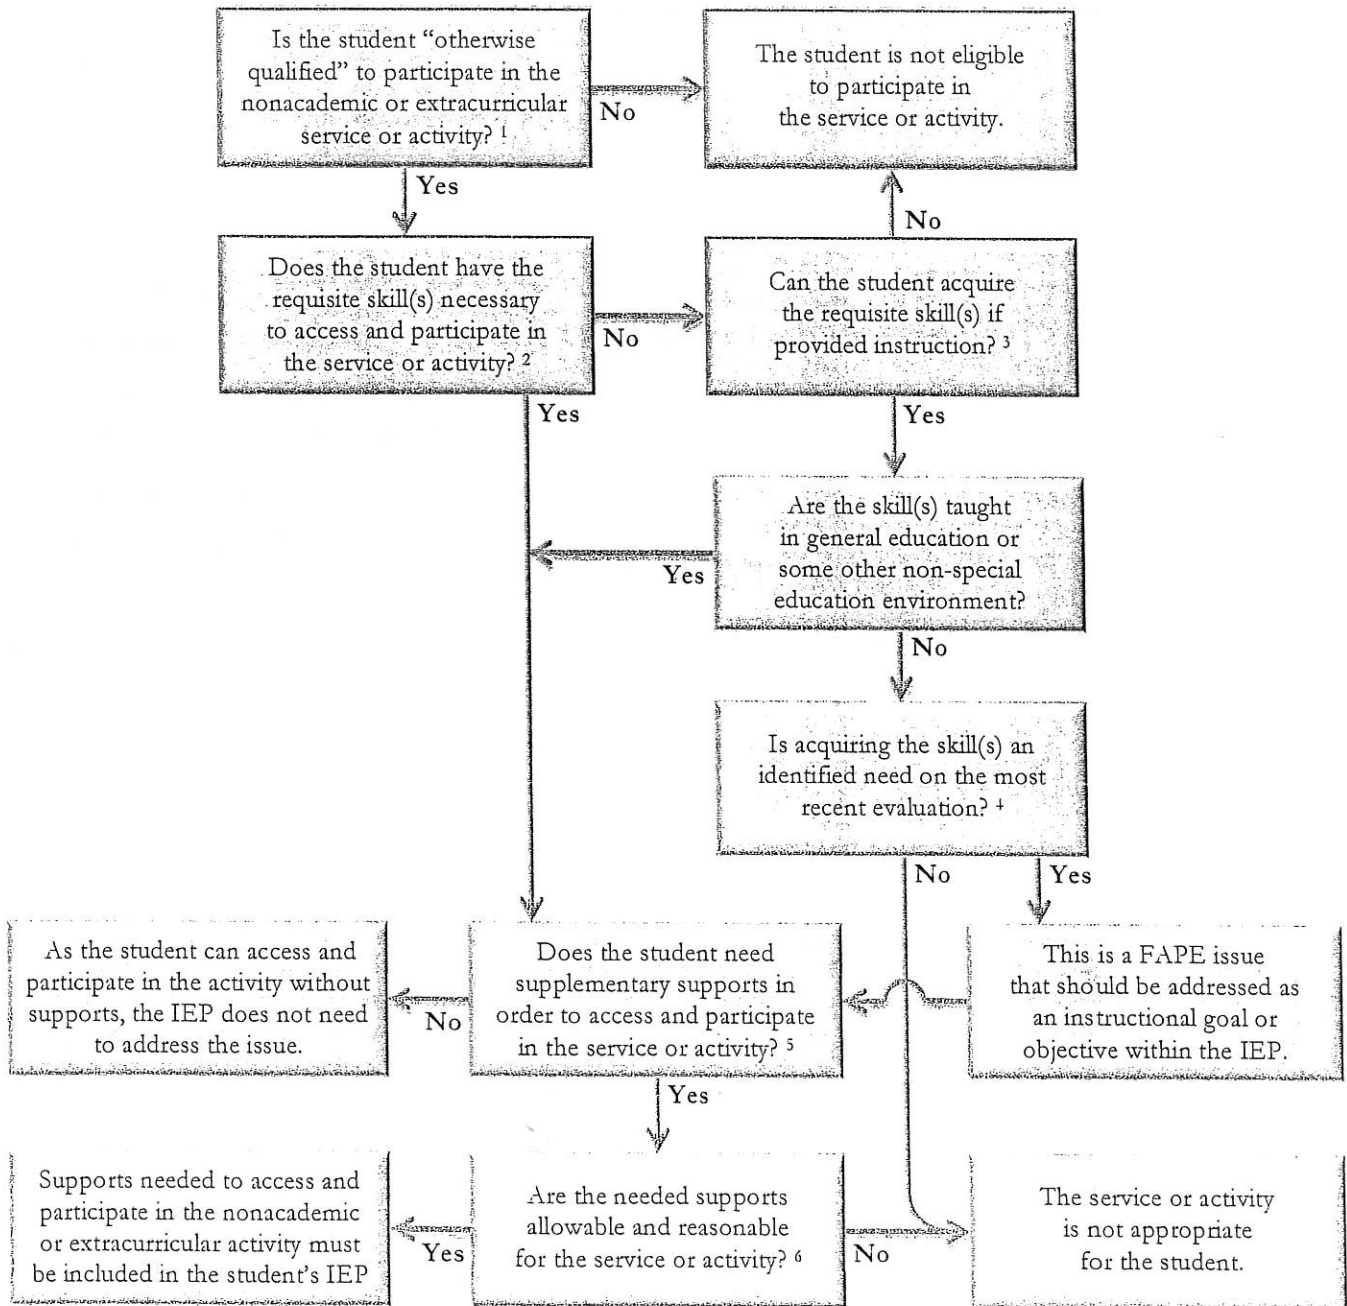 Is the student “otherwise
qualified” to participate in the
nonacademic or extracurricular
service or activity? 1
No
The student is not eligible
to participate in
the service or activity.
Yes
No
Does the student have the
requisite skill(s) necessary
to access and participate in
the service or activity? 2
No
Can the student acquire
the requisite skill(s) if
provided instruction? 3
Yes
Yes
Are the skill(s) taught
in general education or
some other non-special
education environment?
Yes
No
Is acquiring the skill(s) an
identified need on the most
recent evaluation? 4
No
Yes
As the student can access and
participate in the activity without
supports, the IEP does not need
to address the issue.
No
Does the student need
supplementary supports in
order to access and participate
in the service or activity? 5
This is a FAPE issue
that should be addressed as
an instructional goal or
objective within the IEP.
Yes
Supports needed to access and
participate in the nonacademic
or extracurricular activity must
be included in the student's IEP
Yes
Are the needed supports
allowable and reasonable
for the service or activity? 6
No
The service or activity
is not appropriate
for the student.